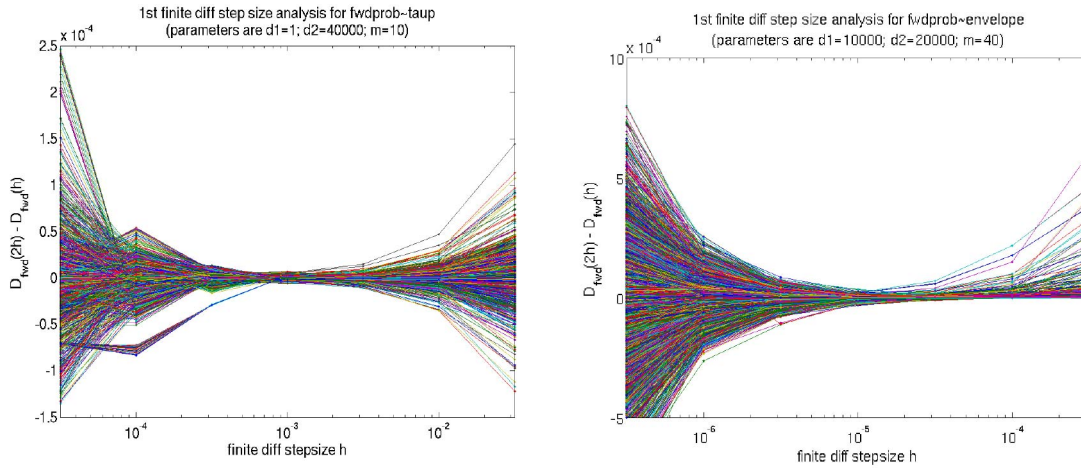 1st finite diff step size analysis for fwdprob~taup
(parameters are d1=1; d2=40000; m=10)
x 10^-4
2.5
2
1.5
1
0.5
0
-0.5
-1
-1.5
D_fwd(2h) - D_fwd(h)
10^-4
10^-3
10^-2
finite diff stepsize h
1st finite diff step size analysis for fwdprob~envelope
(parameters are d1=10000; d2=20000; m=40)
x 10^-4
10
5
0
-5
D_fwd(2h) - D_fwd(h)
10^-6
10^-5
10^-4
finite diff stepsize h